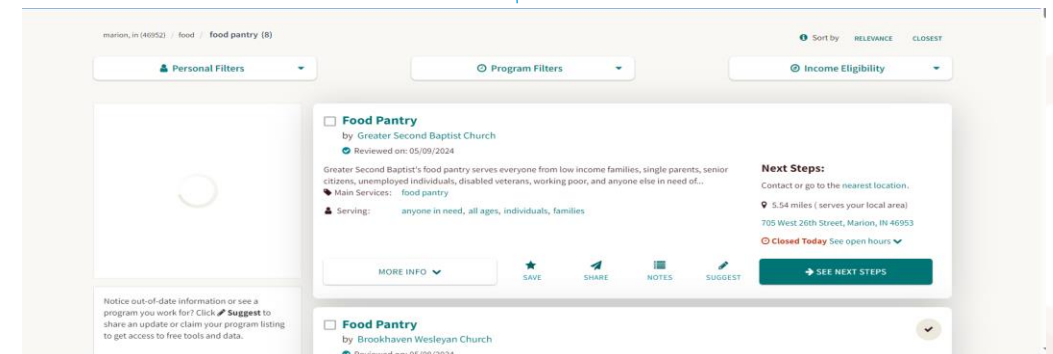 marion, in (46952) / food / food pantry (8)
Sort by RELEVANCE CLOSEST
Personal Filters
Program Filters
Income Eligibility
Food Pantry
by Greater Second Baptist Church
Reviewed on: 05/09/2024
Greater Second Baptist's food pantry serves everyone from low income families, single parents, senior
citizens, unemployed individuals, disabled veterans, working poor, and anyone else in need of...
Main Services: food pantry
Serving: anyone in need, all ages, individuals, families
Next Steps:
Contact or go to the nearest location.
5.54 miles ( serves your local area)
705 West 26th Street, Marion, IN 46953
Closed Today See open hours
MORE INFO
SAVE
SHARE
NOTES
SUGGEST
SEE NEXT STEPS
Notice out-of-date information or see a
program you work for? Click Suggest to
share an update or claim your program listing
to get access to free tools and data.
Food Pantry
by Brookhaven Wesleyan Church
Reviewed on: 05/09/2024